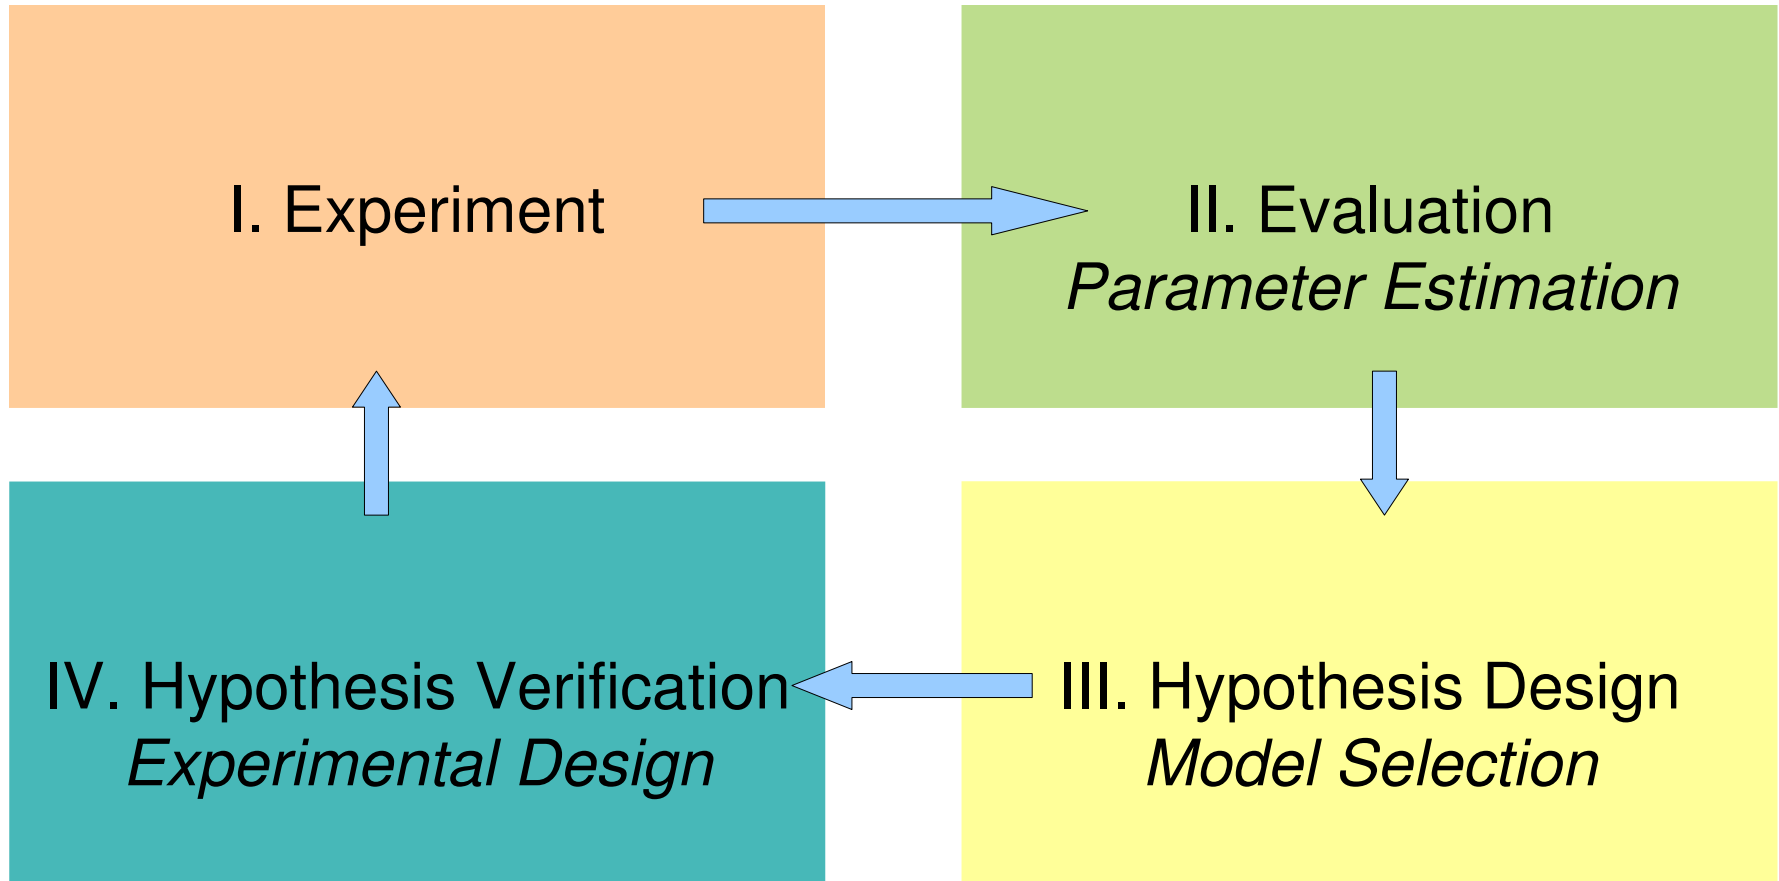 I. Experiment
II. Evaluation
Parameter Estimation
IV. Hypothesis Verification
Experimental Design
III. Hypothesis Design
Model Selection